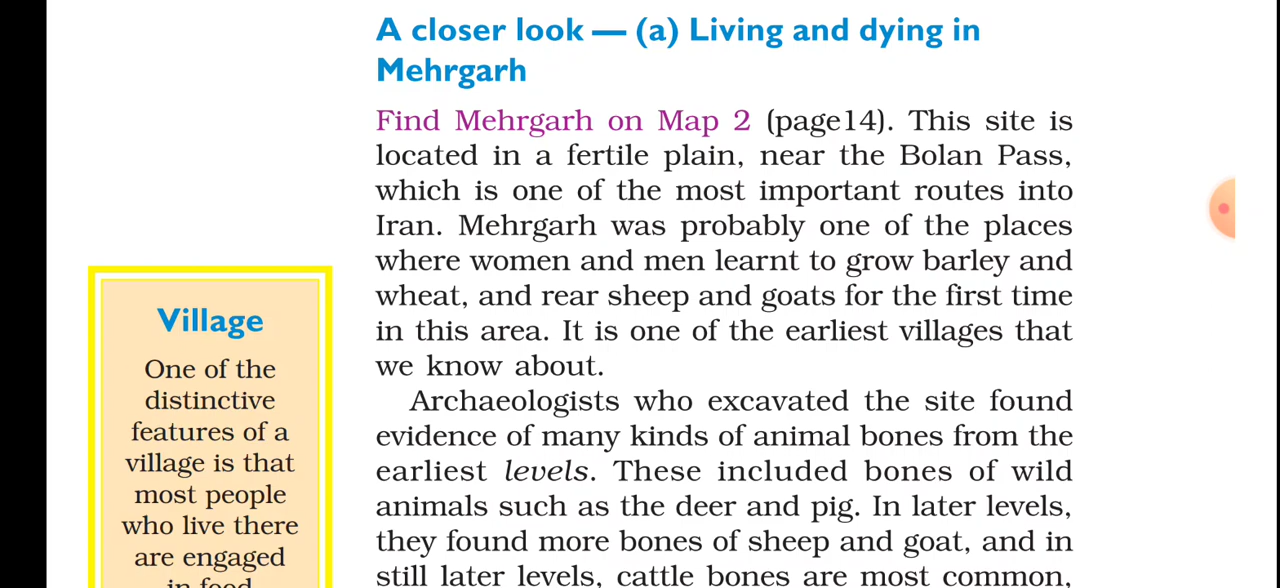 A closer look — (a) Living and dying in
Mehrgarh
Find Mehrgarh on Map 2 (page14). This site is
located in a fertile plain, near the Bolan Pass,
which is one of the most important routes into
Iran. Mehrgarh was probably one of the places
where women and men learnt to grow barley and
wheat, and rear sheep and goats for the first time
in this area. It is one of the earliest villages that
we know about.
Archaeologists who excavated the site found
evidence of many kinds of animal bones from the
earliest levels. These included bones of wild
animals such as the deer and pig. In later levels,
they found more bones of sheep and goat, and in
still later levels, cattle bones are most common,
Village
One of the
distinctive
features of a
village is that
most people
who live there
are engaged
in food